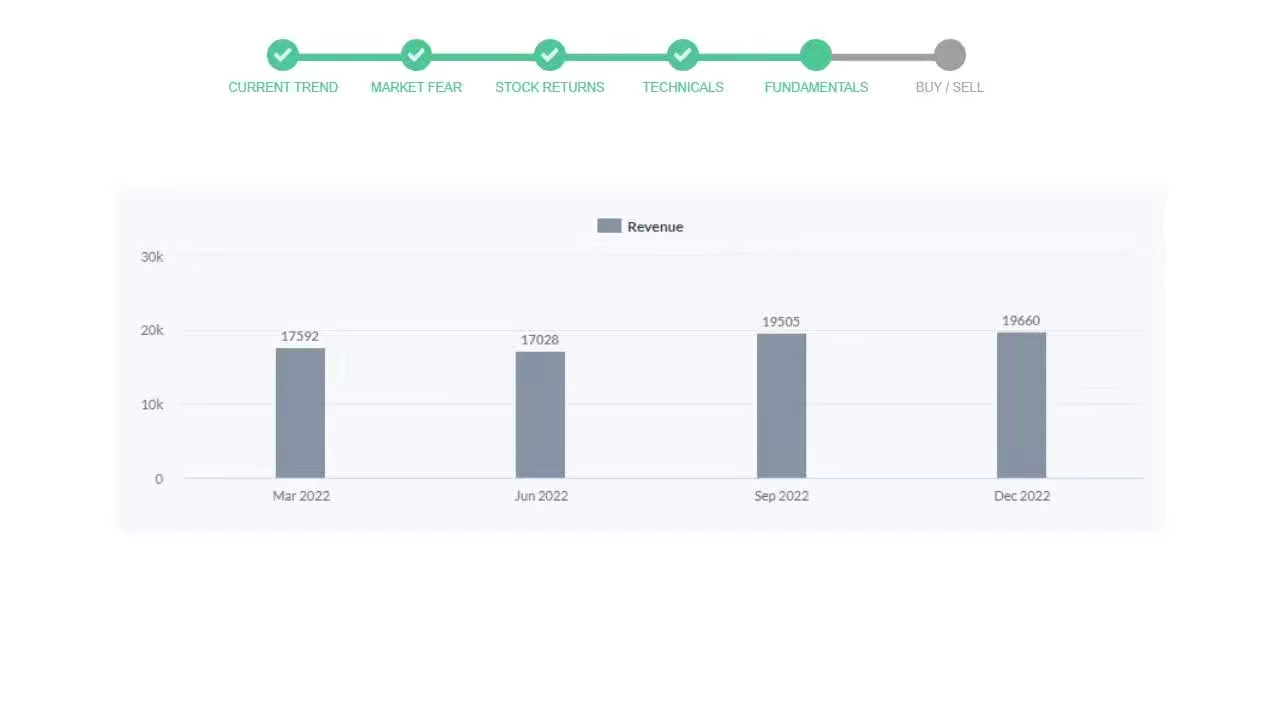 CURRENT TREND MARKET FEAR STOCK RETURNS TECHNICALS FUNDAMENTALS BUY / SELL
Revenue
30k
19660
19505
20k
17592
17028
10k
0
Mar 2022 Jun 2022 Sep 2022 Dec 2022